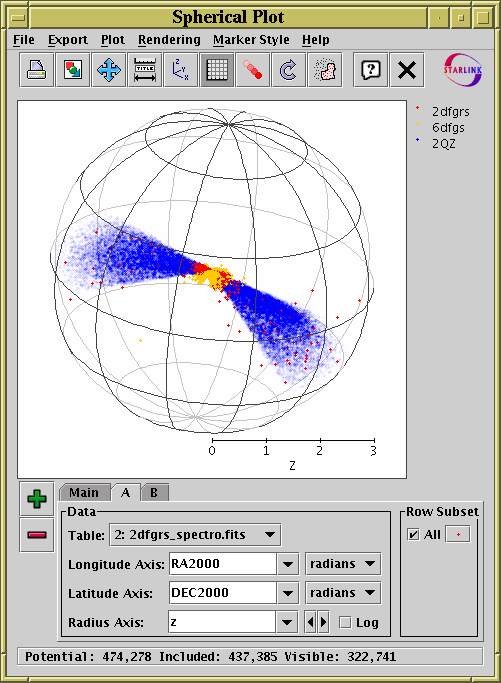 Spherical Plot
File Export Plot Rendering Marker Style Help
TITLE
z y x
STARLINK
2dfgrs
6dfgs
2QZ
0 1 2 3
Z
Main A B
Data
Row Subset
Table: 2: 2dfgrs_spectro.fits
All
Longitude Axis: RA2000 radians
Latitude Axis: DEC2000 radians
Radius Axis: z Log
Potential: 474,278 Included: 437,385 Visible: 322,741